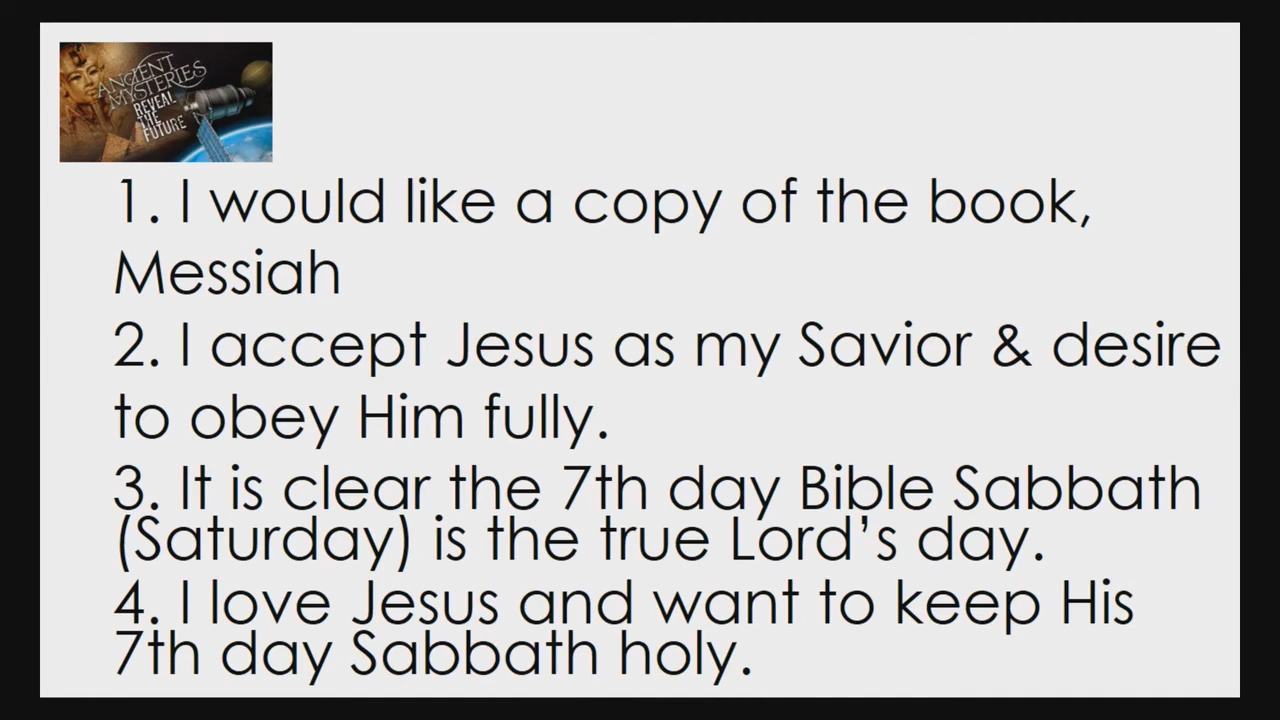 ANCIENT
MYSTERIES
REVEAL
THE
FUTURE
1. I would like a copy of the book,
Messiah
2. I accept Jesus as my Savior & desire
to obey Him fully.
3. It is clear the 7th day Bible Sabbath
(Saturday) is the true Lord’s day.
4. I love Jesus and want to keep His
7th day Sabbath holy.